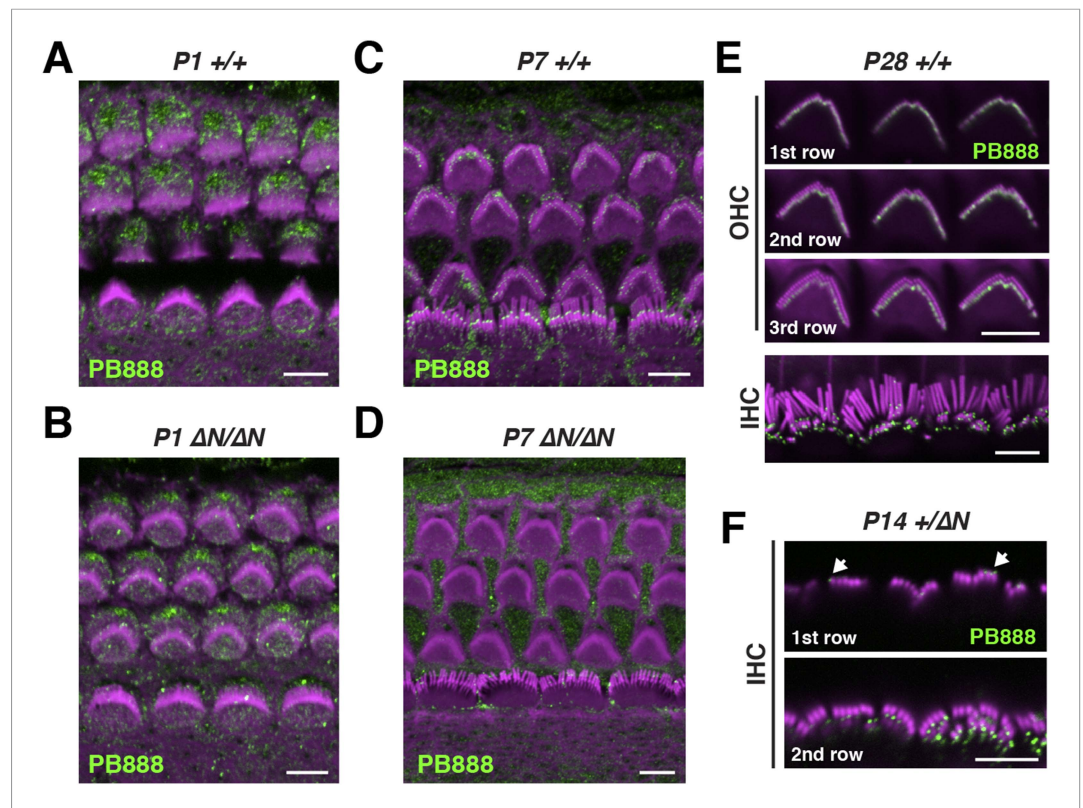 A
P1 +/+
PB888
B
P1 ΔN/ΔN
PB888
C
P7 +/+
PB888
D
P7 ΔN/ΔN
PB888
E
P28 +/+
OHC
1st row
PB888
2nd row
3rd row
IHC
F
P14 +/ΔN
IHC
1st row
PB888
2nd row